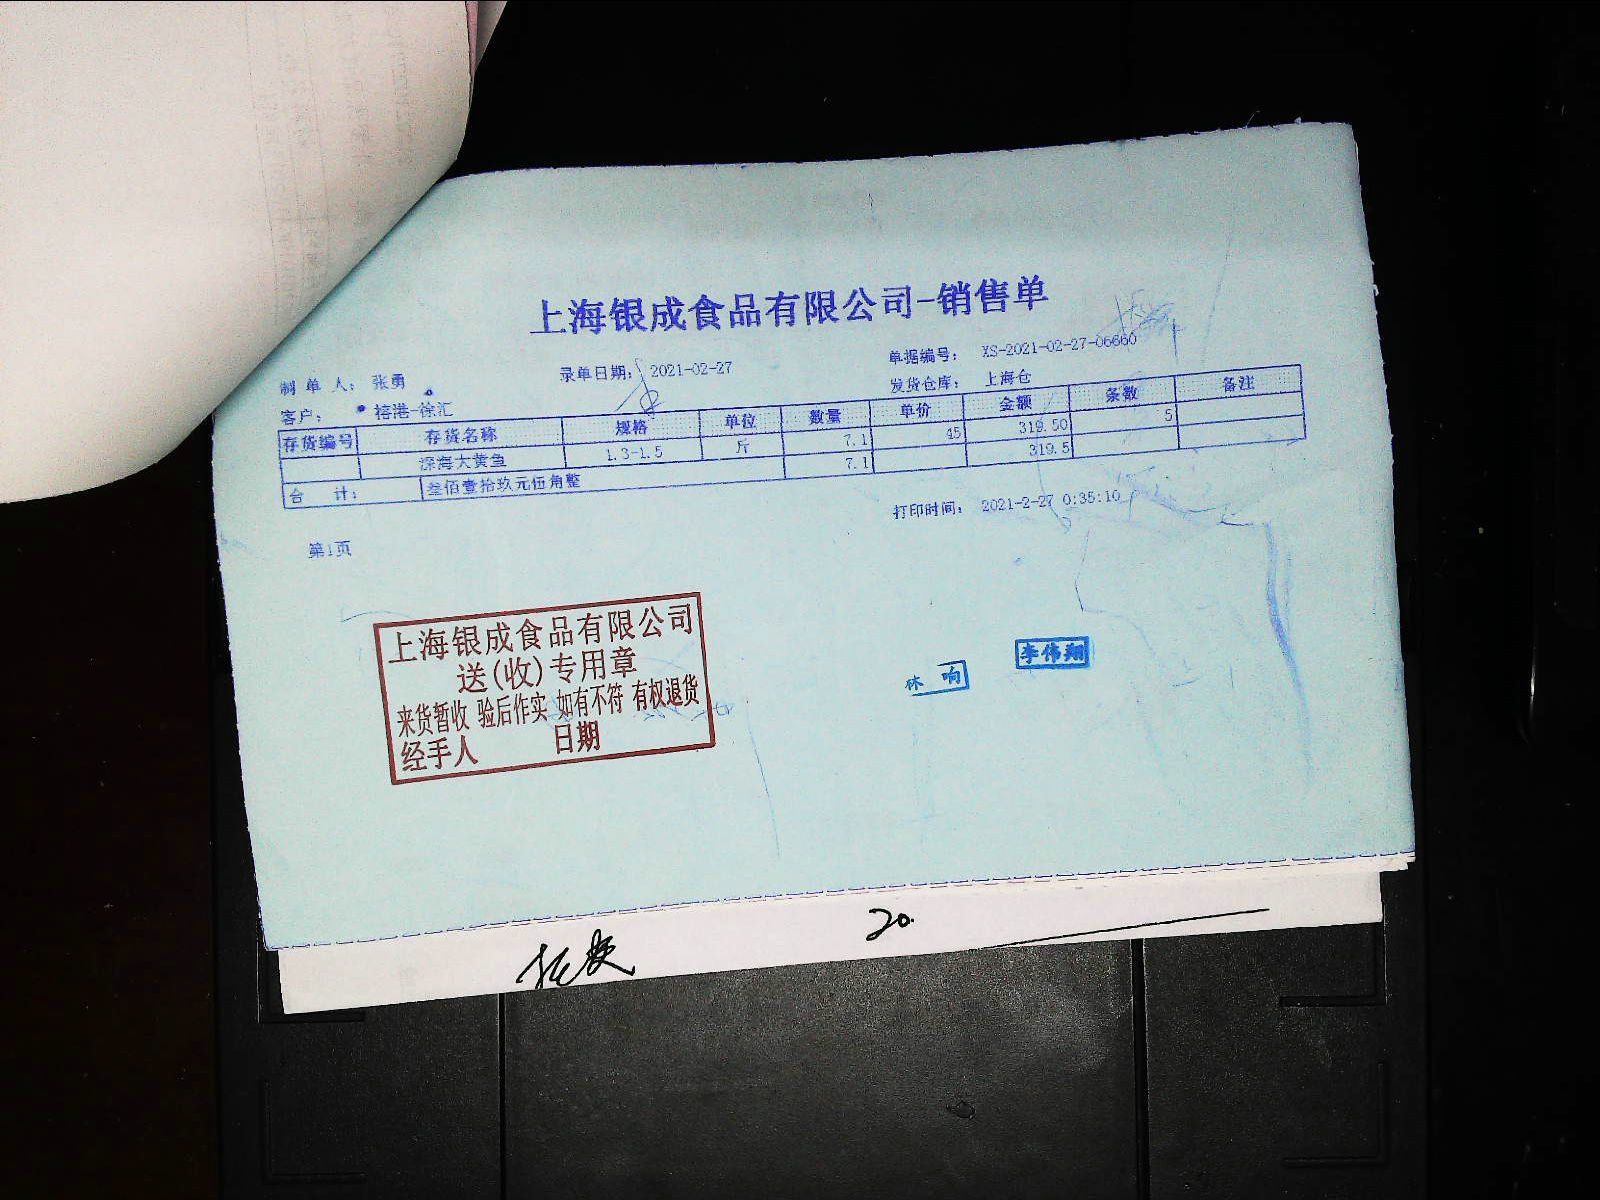 上海银成食品有限公司-销售单
制 单 人: 张勇 录单日期: 2021-02-27 单据编号: XS-2021-02-27-06660
客户: 榕港-徐汇 发货仓库: 上海仓
存货编号 存货名称 规格 单位 数量 单价 金额 条数 备注
深海大黄鱼 1.3-1.5 斤 7.1 45 319.50 5
合 计: 叁佰壹拾玖元伍角整 7.1 319.5
第1页 打印时间: 2021-2-27 0:35:10
上海银成食品有限公司
送(收)专用章
来货暂收 验后作实 如有不符 有权退货
经手人 日期
李伟翔
响
20.